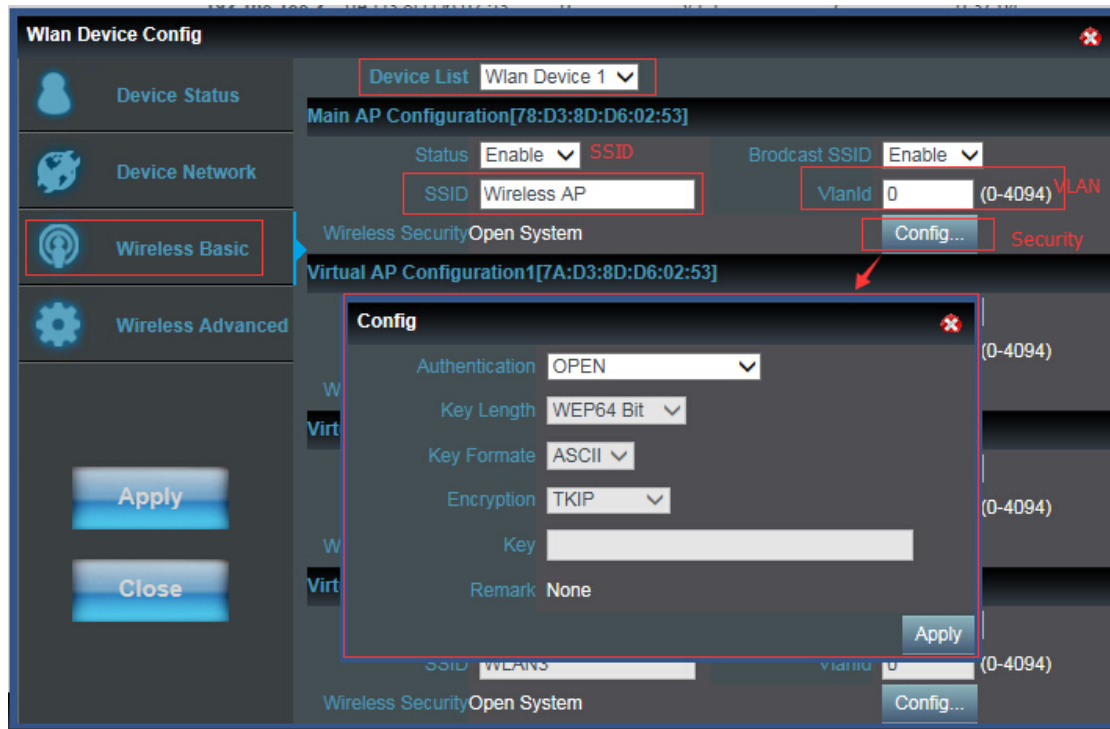 Wlan Device Config
Device Status
Device Network
Wireless Basic
Wireless Advanced
Apply
Close
Device List Wlan Device 1
Main AP Configuration[78:D3:8D:D6:02:53]
Status Enable SSID Brodcast SSID Enable
SSID Wireless AP VlanId 0 (0-4094) VLAN
Wireless Security Open System Config... Security
Virtual AP Configuration1[7A:D3:8D:D6:02:53]
(0-4094)
W
Virt
(0-4094)
W
Virt
Config
Authentication OPEN
Key Length WEP64 Bit
Key Formate ASCII
Encryption TKIP
Key
Remark None
Apply
SSID WLAN3 VlanId 0 (0-4094)
Wireless Security Open System Config...